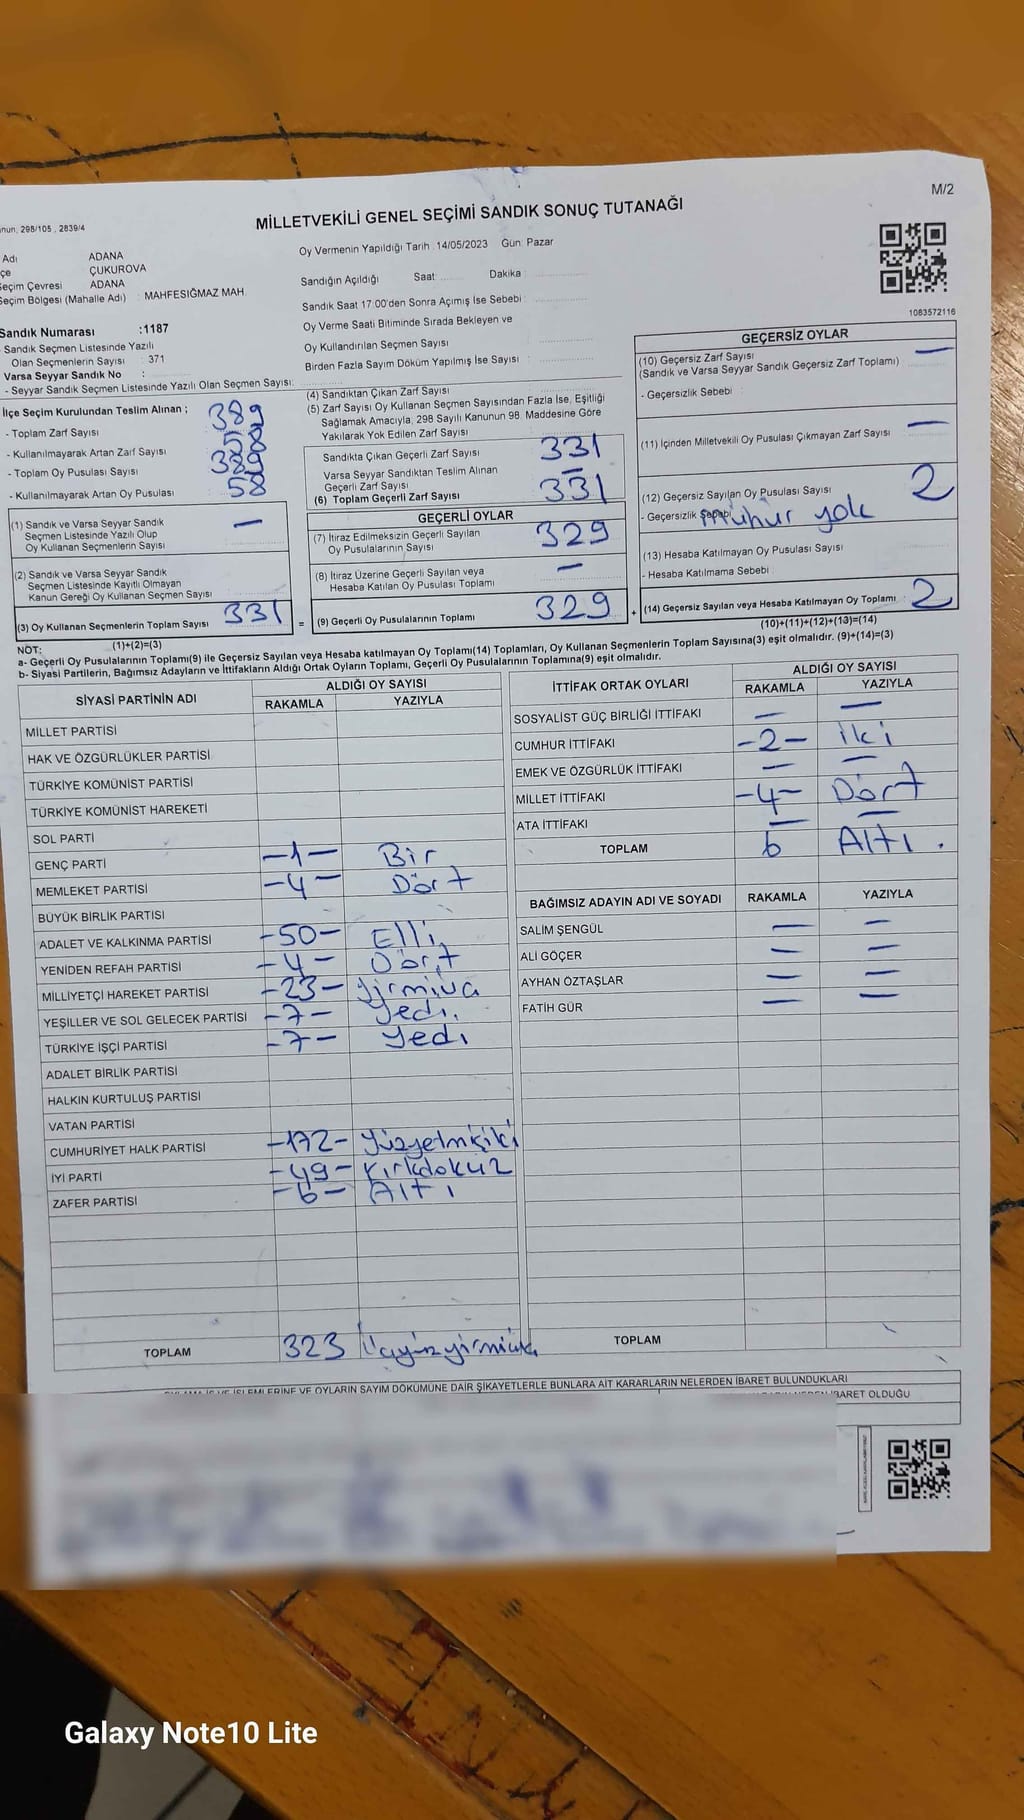 M/2
MİLLETVEKİLİ GENEL SEÇİMİ SANDIK SONUÇ TUTANAĞI
298/105 , 2839/4
Adı ADANA
ÇUKUROVA
Seçim Çevresi ADANA
Seçim Bölgesi (Mahalle Adı) : MAHFESIĞMAZ MAH.
Oy Vermenin Yapıldığı Tarih : 14/05/2023 Gün: Pazar
Sandığın Açıldığı Saat Dakika :
Sandık Saat 17:00'den Sonra Açımış İse Sebebi :
Oy Verme Saati Bitiminde Sırada Bekleyen ve
Oy Kullandırılan Seçmen Sayısı
Birden Fazla Sayım Döküm Yapılmış İse Sayısı :
1083572116
Sandık Numarası :1187
- Sandık Seçmen Listesinde Yazılı
Olan Seçmenlerin Sayısı : 371
Varsa Seyyar Sandık No :
- Seyyar Sandık Seçmen Listesinde Yazılı Olan Seçmen Sayısı:
İlçe Seçim Kurulundan Teslim Alınan ;
- Toplam Zarf Sayısı 389
- Kullanılmayarak Artan Zarf Sayısı 58
- Toplam Oy Pusulası Sayısı 389
- Kullanılmayarak Artan Oy Pusulası 58
(1) Sandık ve Varsa Seyyar Sandık
Seçmen Listesinde Yazılı Olup
Oy Kullanan Seçmenlerin Sayısı —
(2) Sandık ve Varsa Seyyar Sandık
Seçmen Listesinde Kayıtlı Olmayan
Kanun Gereği Oy Kullanan Seçmen Sayısı
(3) Oy Kullanan Seçmenlerin Toplam Sayısı 331
(1)+(2)=(3)
(4) Sandıktan Çıkan Zarf Sayısı
(5) Zarf Sayısı Oy Kullanan Seçmen Sayısından Fazla İse, Eşitliği
Sağlamak Amacıyla, 298 Sayılı Kanunun 98. Maddesine Göre
Yakılarak Yok Edilen Zarf Sayısı
Sandıkta Çıkan Geçerli Zarf Sayısı 331
Varsa Seyyar Sandıktan Teslim Alınan
Geçerli Zarf Sayısı —
(6) Toplam Geçerli Zarf Sayısı 331
GEÇERLİ OYLAR
(7) İtiraz Edilmeksizin Geçerli Sayılan
Oy Pusulalarının Sayısı 329
(8) İtiraz Üzerine Geçerli Sayılan veya
Hesaba Katılan Oy Pusulası Toplamı —
= (9) Geçerli Oy Pusulalarının Toplamı 329 +
GEÇERSİZ OYLAR
(10) Geçersiz Zarf Sayısı —
(Sandık ve Varsa Seyyar Sandık Geçersiz Zarf Toplamı)
- Geçersizlik Sebebi :
(11) İçinden Milletvekili Oy Pusulası Çıkmayan Zarf Sayısı —
(12) Geçersiz Sayılan Oy Pusulası Sayısı 2
- Geçersizlik Sebebi mühür yok
(13) Hesaba Katılmayan Oy Pusulası Sayısı
- Hesaba Katılmama Sebebi
(14) Geçersiz Sayılan veya Hesaba Katılmayan Oy Toplamı : 2
(10)+(11)+(12)+(13)=(14)
NOT:
a- Geçerli Oy Pusulalarının Toplamı(9) ile Geçersiz Sayılan veya Hesaba katılmayan Oy Toplamı(14) Toplamları, Oy Kullanan Seçmenlerin Toplam Sayısına(3) eşit olmalıdır. (9)+(14)=(3)
b- Siyasi Partilerin, Bağımsız Adayların ve İttifakların Aldığı Ortak Oyların Toplamı, Geçerli Oy Pusulalarının Toplamına(9) eşit olmalıdır.
SİYASİ PARTİNİN ADI ALDIĞI OY SAYISI
RAKAMLA YAZIYLA
MİLLET PARTİSİ
HAK VE ÖZGÜRLÜKLER PARTİSİ
TÜRKİYE KOMÜNİST PARTİSİ
TÜRKİYE KOMÜNİST HAREKETİ
SOL PARTİ
GENÇ PARTİ -1- Bir
MEMLEKET PARTİSİ -4- Dört
BÜYÜK BİRLİK PARTİSİ
ADALET VE KALKINMA PARTİSİ -50- Elli
YENİDEN REFAH PARTİSİ -4- Dört
MİLLİYETÇİ HAREKET PARTİSİ -23-
YEŞİLLER VE SOL GELECEK PARTİSİ -7- Yedi.
TÜRKİYE İŞÇİ PARTİSİ -7- Yedi
ADALET BİRLİK PARTİSİ
HALKIN KURTULUŞ PARTİSİ
VATAN PARTİSİ
CUMHURİYET HALK PARTİSİ -172- Yüzyetmişiki
İYİ PARTİ -49- Kırkdokuz
ZAFER PARTİSİ -6- Altı
TOPLAM 323
İTTİFAK ORTAK OYLARI ALDIĞI OY SAYISI
RAKAMLA YAZIYLA
SOSYALİST GÜÇ BİRLİĞİ İTTİFAKI — —
CUMHUR İTTİFAKI -2- iki
EMEK VE ÖZGÜRLÜK İTTİFAKI — —
MİLLET İTTİFAKI -4- Dört
ATA İTTİFAKI — —
TOPLAM 6 Altı.
BAĞIMSIZ ADAYIN ADI VE SOYADI RAKAMLA YAZIYLA
SALİM ŞENGÜL — —
ALİ GÖÇER — —
AYHAN ÖZTAŞLAR — —
FATİH GÜR — —
TOPLAM
İŞLEMLERİNE VE OYLARIN SAYIM DÖKÜMÜNE DAİR ŞİKAYETLERLE BUNLARA AİT KARARLARIN NELERDEN İBARET BULUNDUKLARI
İBARET OLDUĞU
Galaxy Note10 Lite